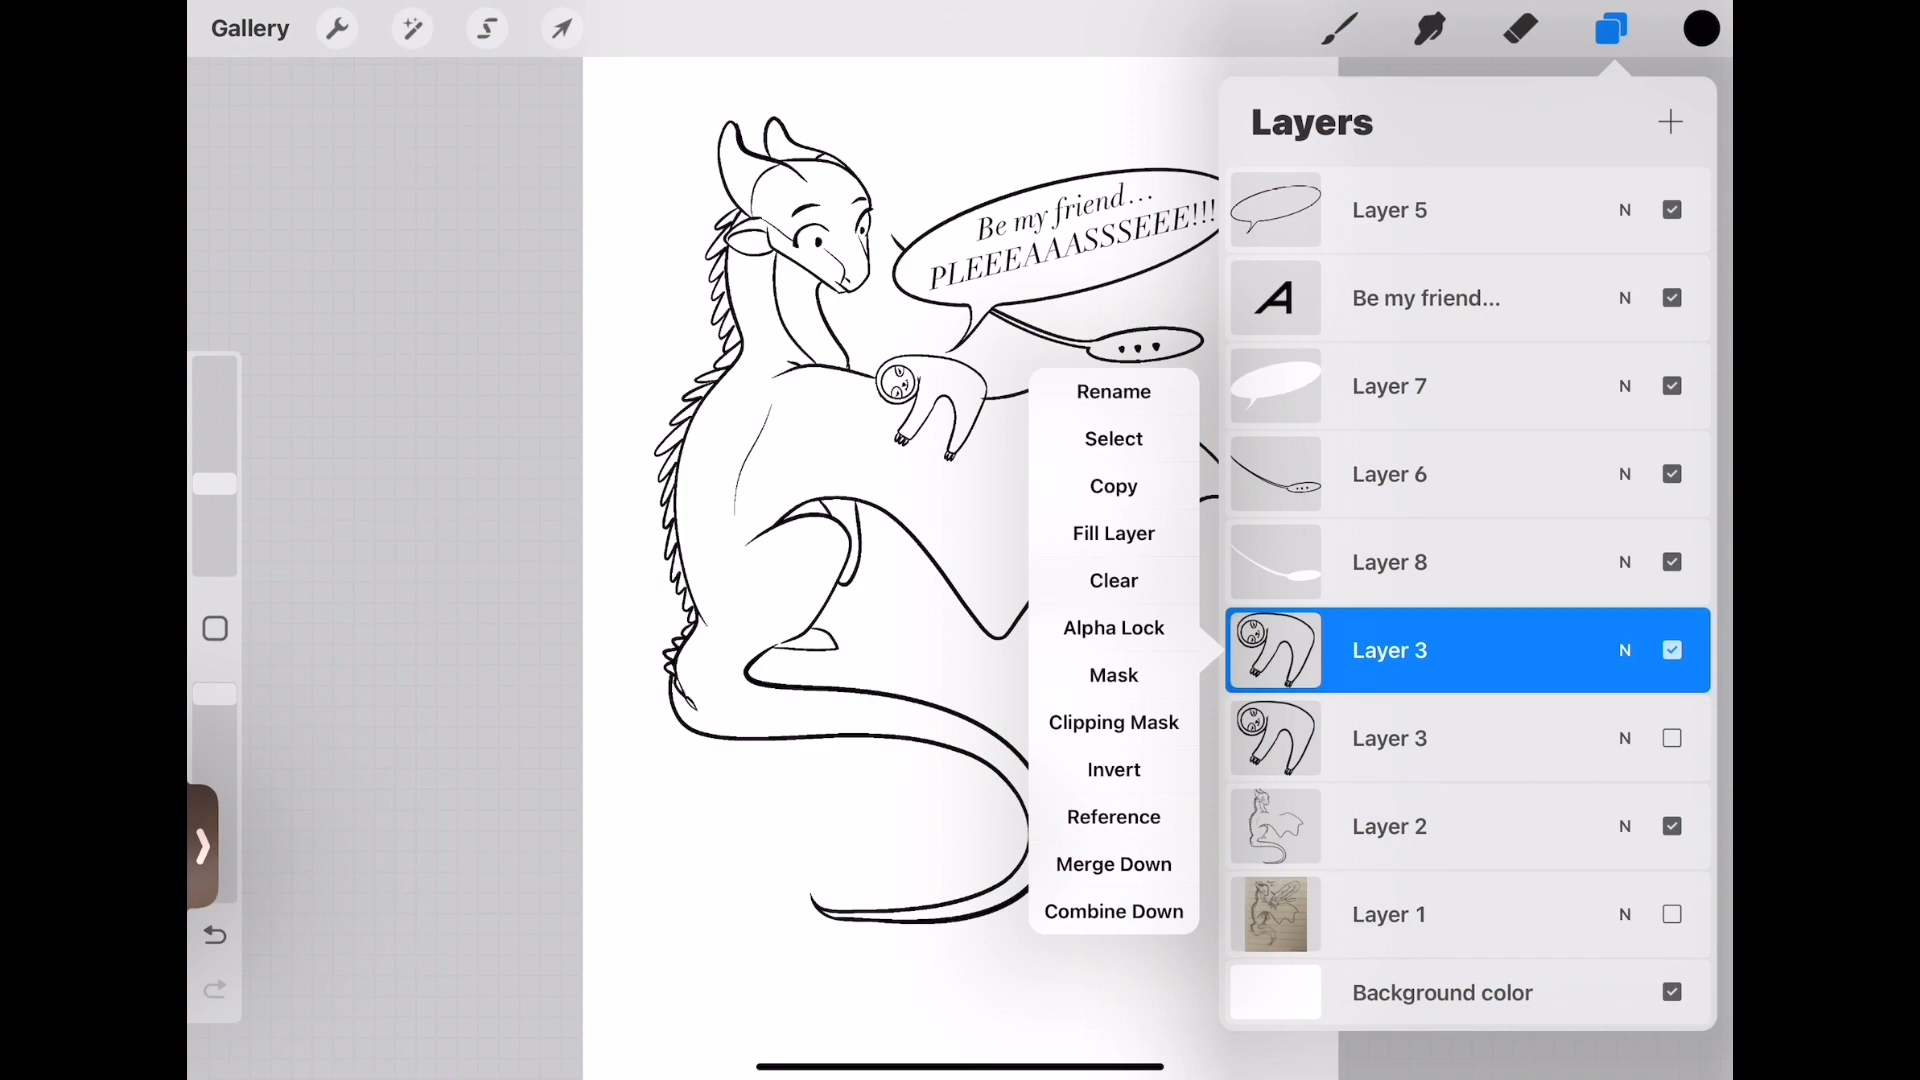 Gallery
Layers
Be my friend...
PLEEEAAASSSEEE!!!
Layer 5 N
Be my friend... N
Layer 7 N
Layer 6 N
Layer 8 N
Layer 3 N
Layer 3 N
Layer 2 N
Layer 1 N
Background color
Rename
Select
Copy
Fill Layer
Clear
Alpha Lock
Mask
Clipping Mask
Invert
Reference
Merge Down
Combine Down